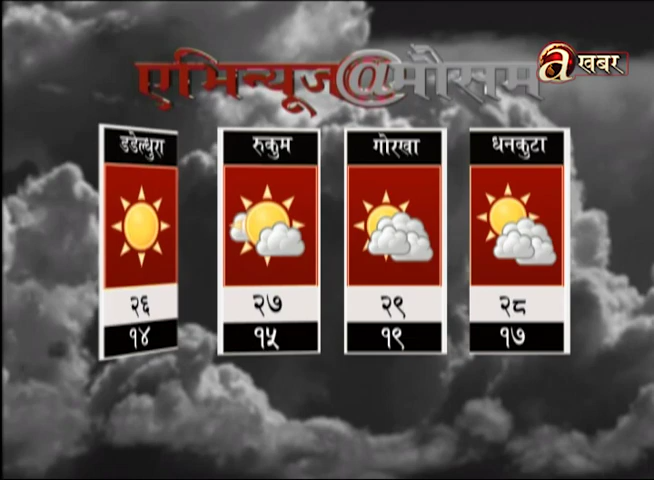 एभिन्यूज@मौसम
a खबर
डडेल्धुरा
रुकुम
गोरखा
धनकुटा
२६
२७
२९
२८
१४
१५
१९
१७